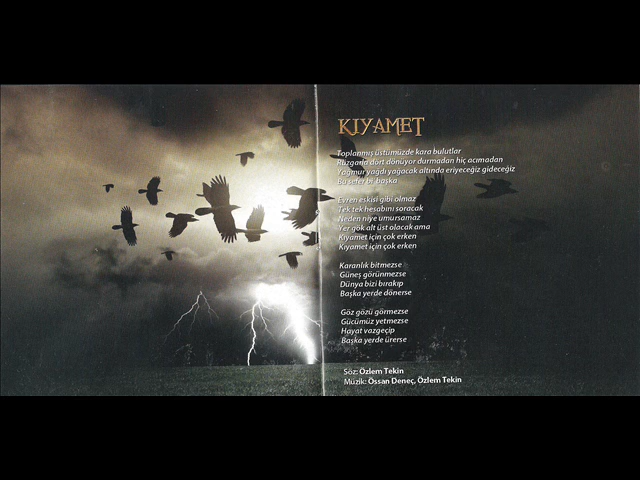 KIYAMET
Toplanmış üstümüzde kara bulutlar
Rüzgarla dört dönüyor durmadan hiç acımadan
Yağmur yağdı yağacak altında eriyeceğiz gideceğiz
Bu sefer bi' başka
Evren eskisi gibi olmaz
Tek tek hesabını soracak
Neden niye umursamaz
Yer gök alt üst olacak ama
Kıyamet için çok erken
Kıyamet için çok erken
Karanlık bitmezse
Güneş görünmezse
Dünya bizi bırakıp
Başka yerde dönerse
Göz gözü görmezse
Gücümüz yetmezse
Hayat vazgeçip
Başka yerde ürerse
Söz: Özlem Tekin
Müzik: Ossan Deneç, Özlem Tekin